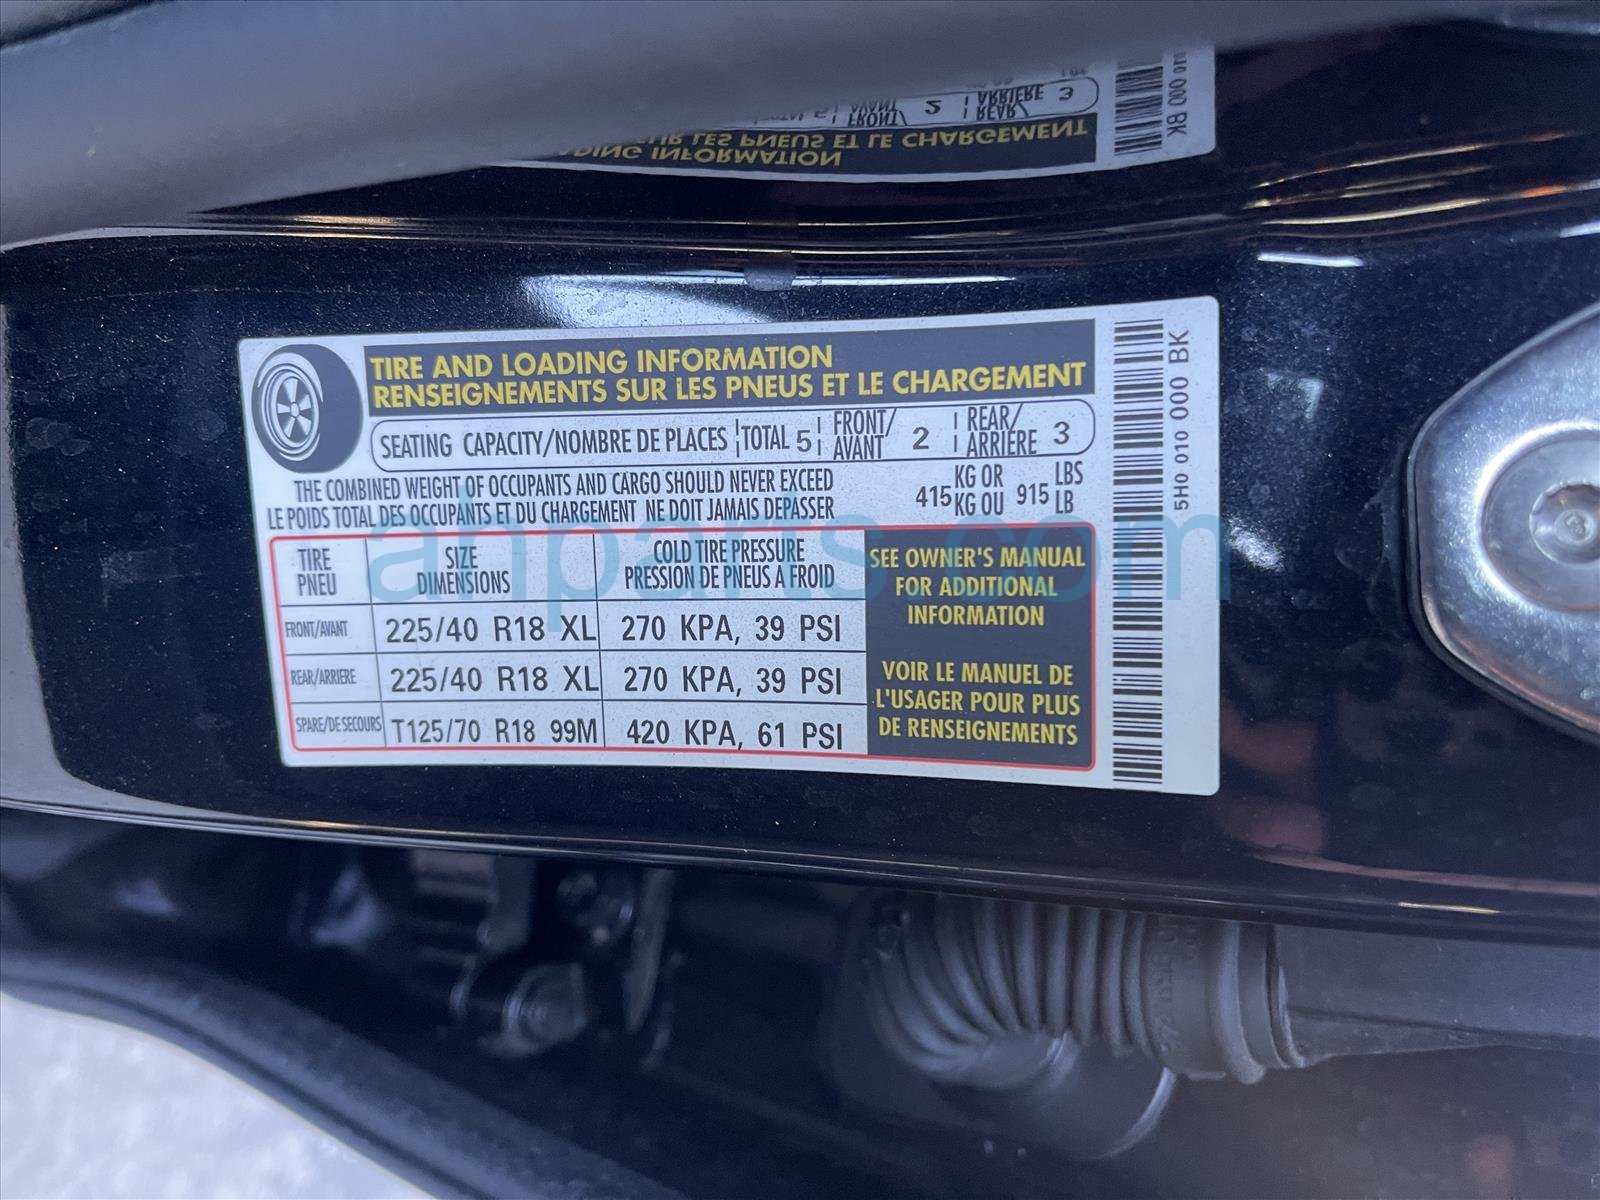 TIRE AND LOADING INFORMATION
RENSEIGNEMENTS SUR LES PNEUS ET LE CHARGEMENT
SEATING CAPACITY/NOMBRE DE PLACES TOTAL 5 FRONT/AVANT 2 REAR/ARRIÈRE 3
THE COMBINED WEIGHT OF OCCUPANTS AND CARGO SHOULD NEVER EXCEED
LE POIDS TOTAL DES OCCUPANTS ET DU CHARGEMENT NE DOIT JAMAIS DEPASSER
415 KG OR KG OU 915 LBS LB
TIRE PNEU SIZE DIMENSIONS COLD TIRE PRESSURE PRESSION DE PNEUS A FROID
FRONT/AVANT 225/40 R18 XL 270 KPA, 39 PSI
REAR/ARRIERE 225/40 R18 XL 270 KPA, 39 PSI
SPARE/DE SECOURS T125/70 R18 99M 420 KPA, 61 PSI
SEE OWNER'S MANUAL
FOR ADDITIONAL
INFORMATION
VOIR LE MANUEL DE
L'USAGER POUR PLUS
DE RENSEIGNEMENTS
5H0 010 000 BK
ahparts.com